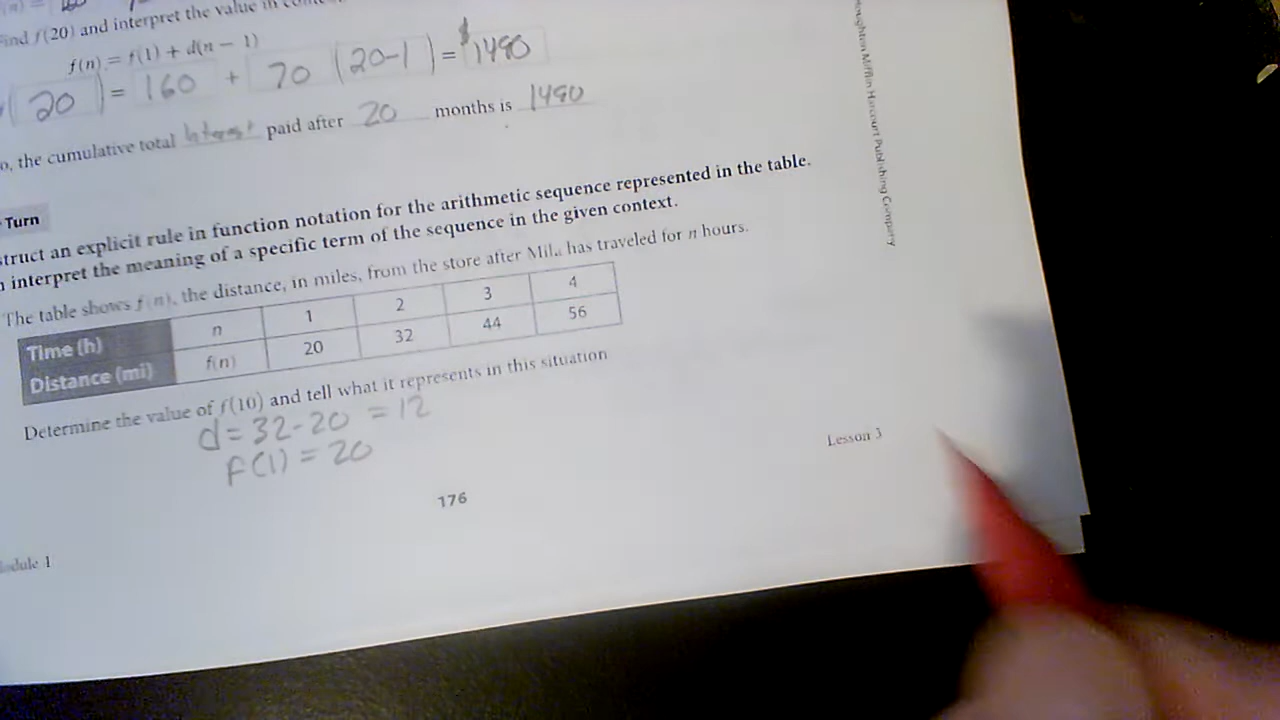 find f(20) and interpret the value in
f(n) = f(1) + d(n − 1)
(20) = 160 + 70 (20-1) = $1490
o, the cumulative total interest paid after 20 months is 1490
Turn
struct an explicit rule in function notation for the arithmetic sequence represented in the table.
n interpret the meaning of a specific term of the sequence in the given context.
The table shows f(n), the distance, in miles, from the store after Mila has traveled for n hours.
Time (h) n 1 2 3 4
Distance (mi) f(n) 20 32 44 56
Determine the value of f(10) and tell what it represents in this situation
d = 32 - 20 = 12
F(1) = 20
176
Lesson 3
odule 4
oughton Mifflin Harcourt Publishing Company